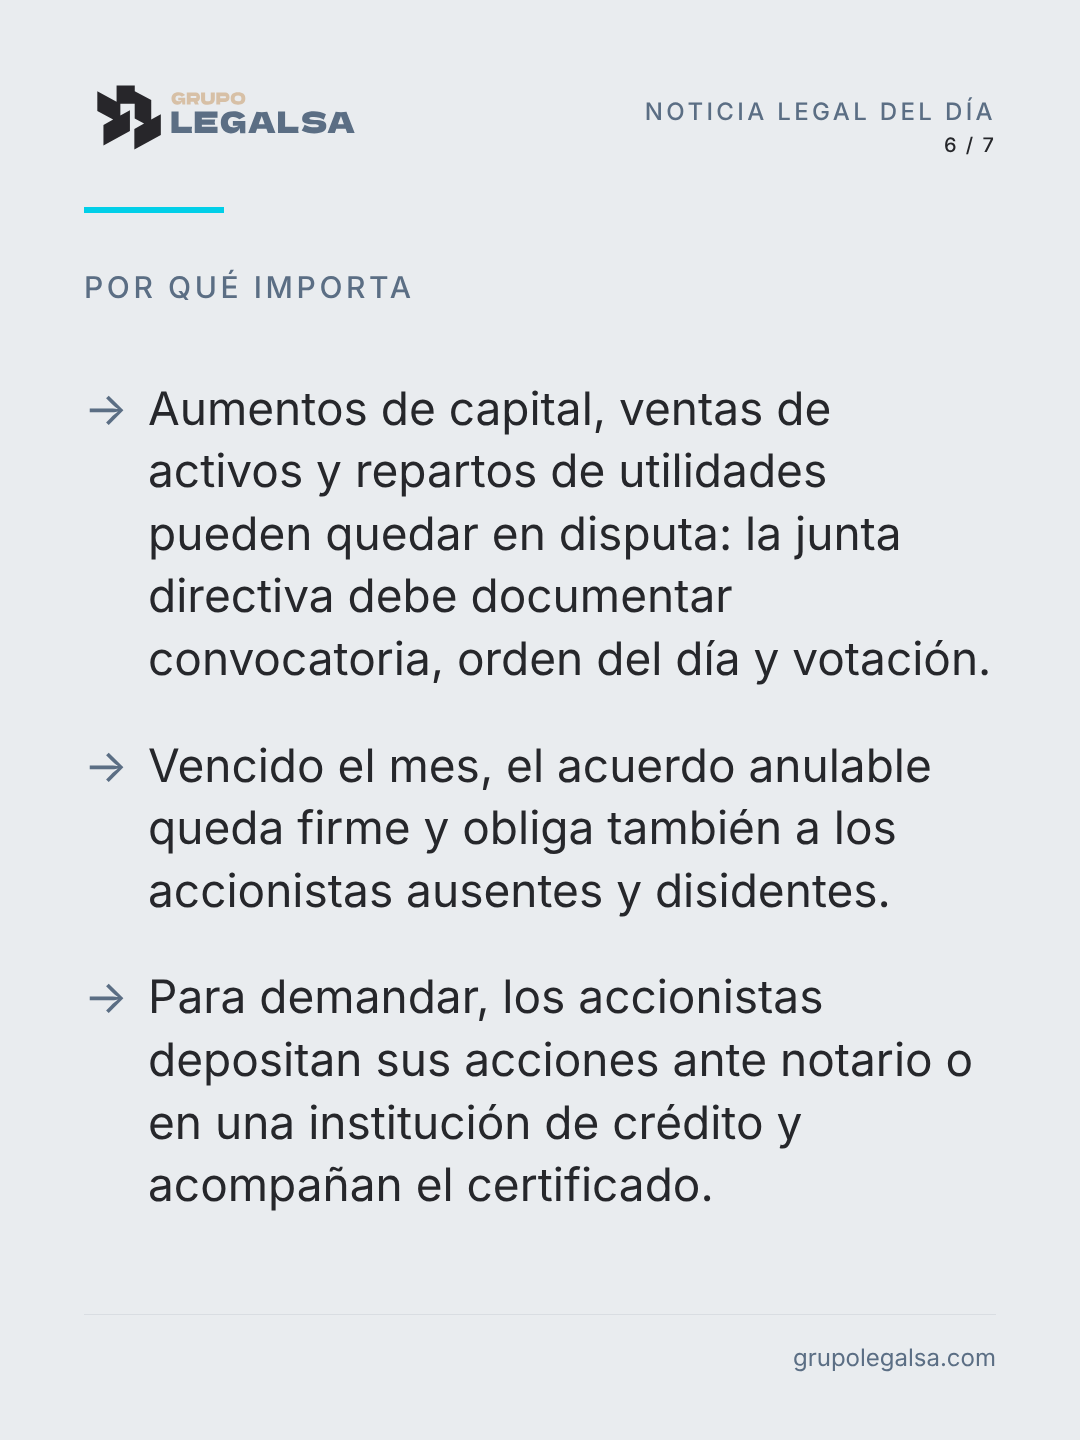 GRUPO
LEGALSA
NOTICIA LEGAL DEL DÍA
6 / 7
POR QUÉ IMPORTA
→ Aumentos de capital, ventas de
activos y repartos de utilidades
pueden quedar en disputa: la junta
directiva debe documentar
convocatoria, orden del día y votación.
→ Vencido el mes, el acuerdo anulable
queda firme y obliga también a los
accionistas ausentes y disidentes.
→ Para demandar, los accionistas
depositan sus acciones ante notario o
en una institución de crédito y
acompañan el certificado.
grupolegalsa.com